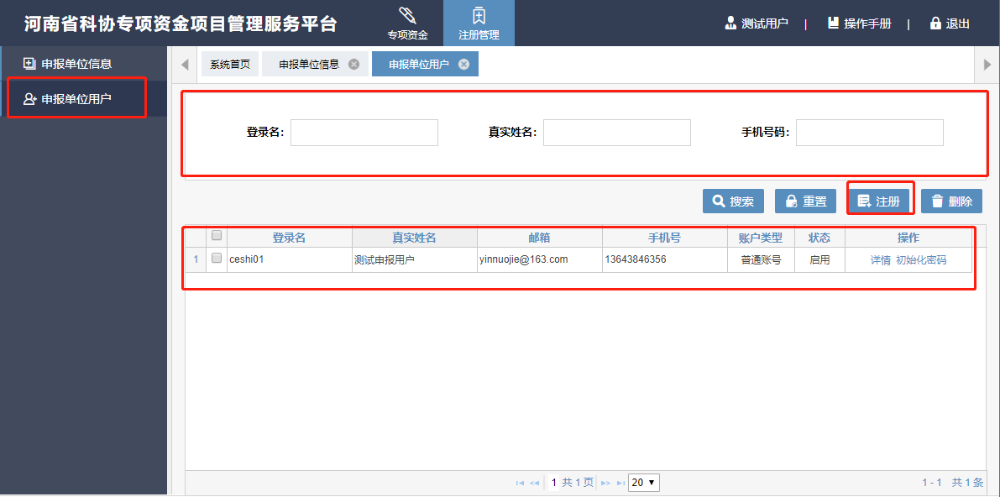 河南省科协专项资金项目管理服务平台
专项资金
注册管理
测试用户 | 操作手册 | 退出
申报单位信息
申报单位用户
系统首页 申报单位信息 申报单位用户
登录名: 真实姓名: 手机号码:
搜索 重置 注册 删除
登录名 真实姓名 邮箱 手机号 账户类型 状态 操作
1 ceshi01 测试申报用户 yinnuojie@163.com 13643846356 普通账号 启用 详情 初始化密码
1 共 1 页 20 1 - 1 共 1 条